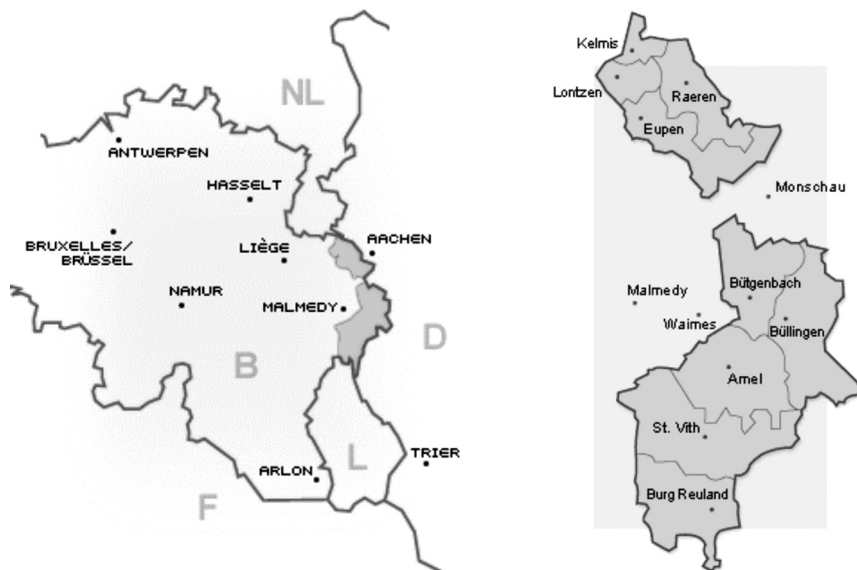 NL
ANTWERPEN
HASSELT
BRUXELLES/
BRÜSSEL
LIÈGE
AACHEN
NAMUR
MALMEDY
D
B
L
TRIER
ARLON
F
Kelmis
Lontzen
Raeren
Eupen
Monschau
Malmedy
Bütgenbach
Waimes
Büllingen
Amel
St. Vith
Burg Reuland